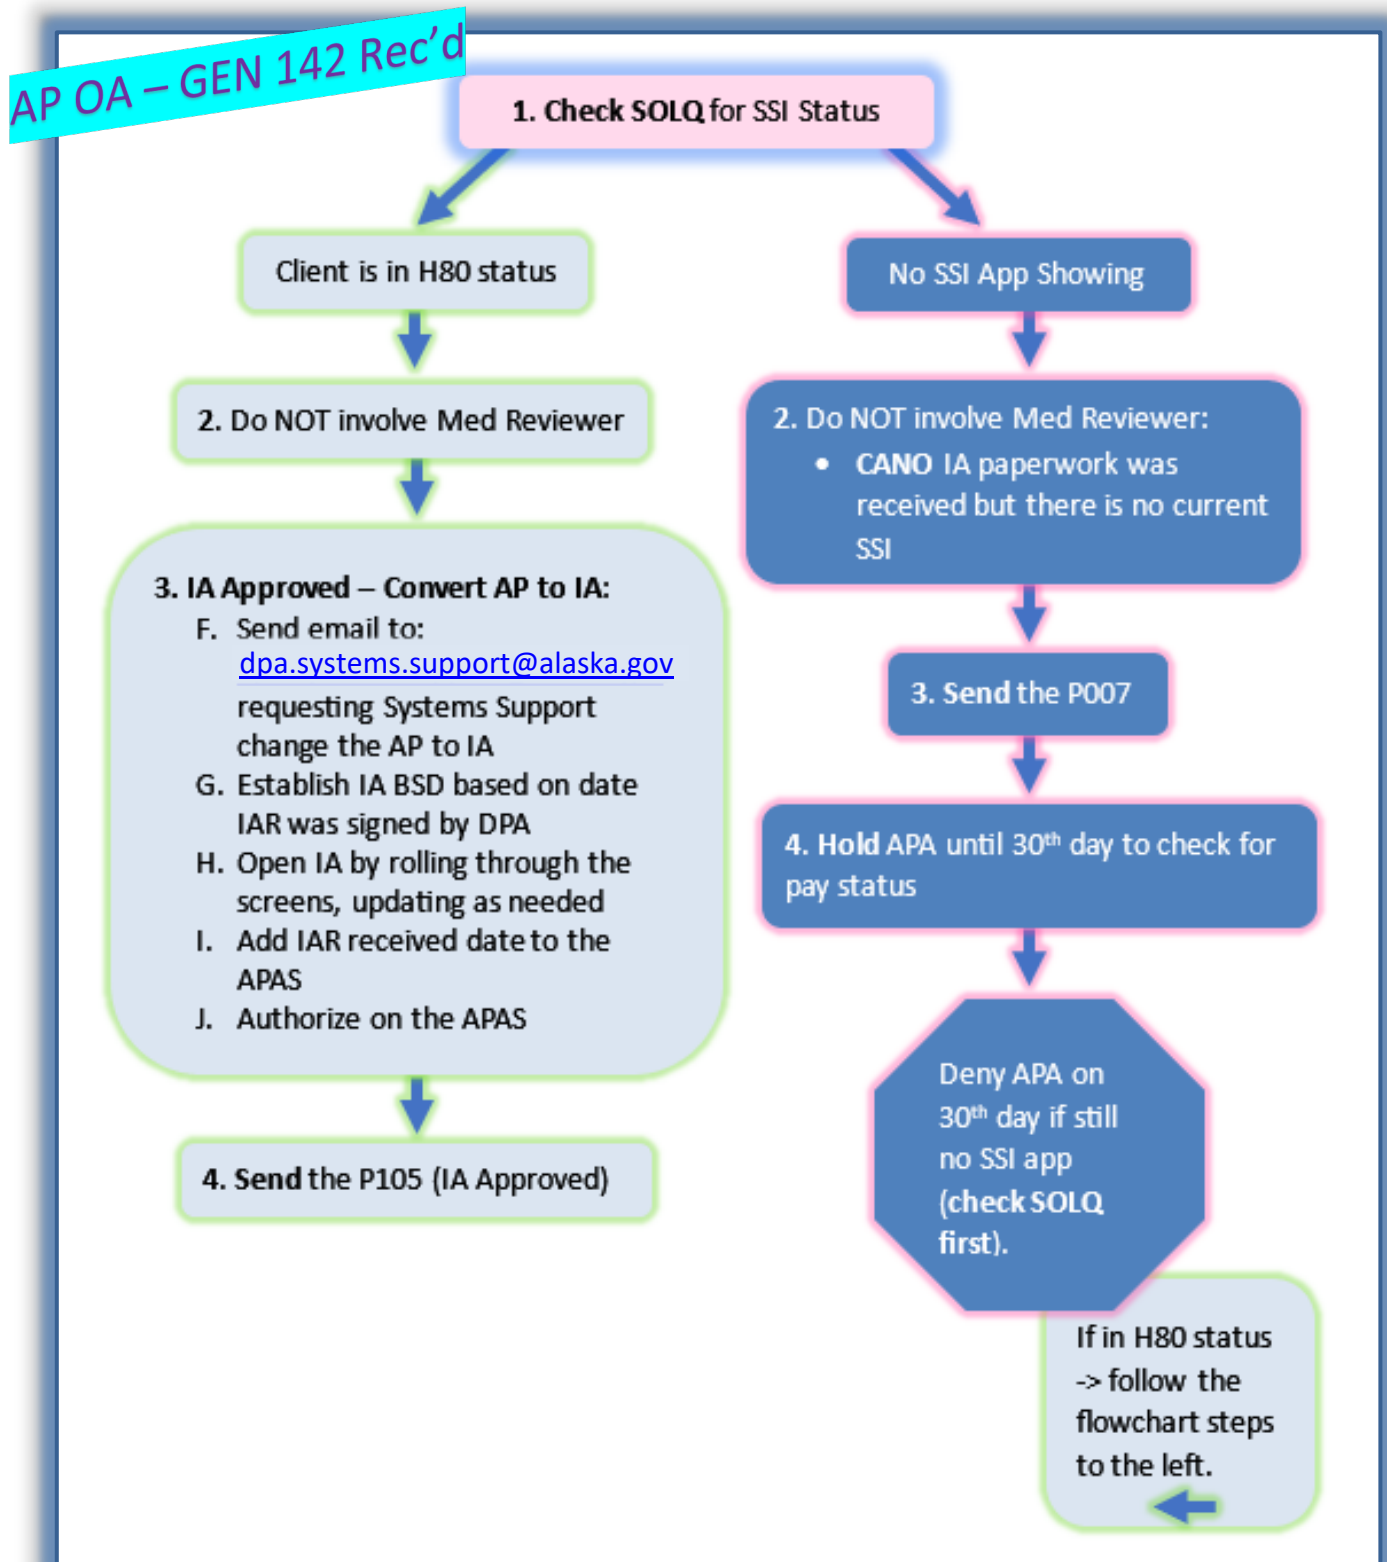 AP OA – GEN 142 Rec’d
1. Check SOLQ for SSI Status
Client is in H80 status
2. Do NOT involve Med Reviewer
3. IA Approved – Convert AP to IA:
F. Send email to:
dpa.systems.support@alaska.gov
requesting Systems Support
change the AP to IA
G. Establish IA BSD based on date
IAR was signed by DPA
H. Open IA by rolling through the
screens, updating as needed
I. Add IAR received date to the
APAS
J. Authorize on the APAS
4. Send the P105 (IA Approved)
No SSI App Showing
2. Do NOT involve Med Reviewer:
• CANO IA paperwork was
received but there is no current
SSI
3. Send the P007
4. Hold APA until 30th day to check for
pay status
Deny APA on
30th day if still
no SSI app
(check SOLQ
first).
If in H80 status
-> follow the
flowchart steps
to the left.